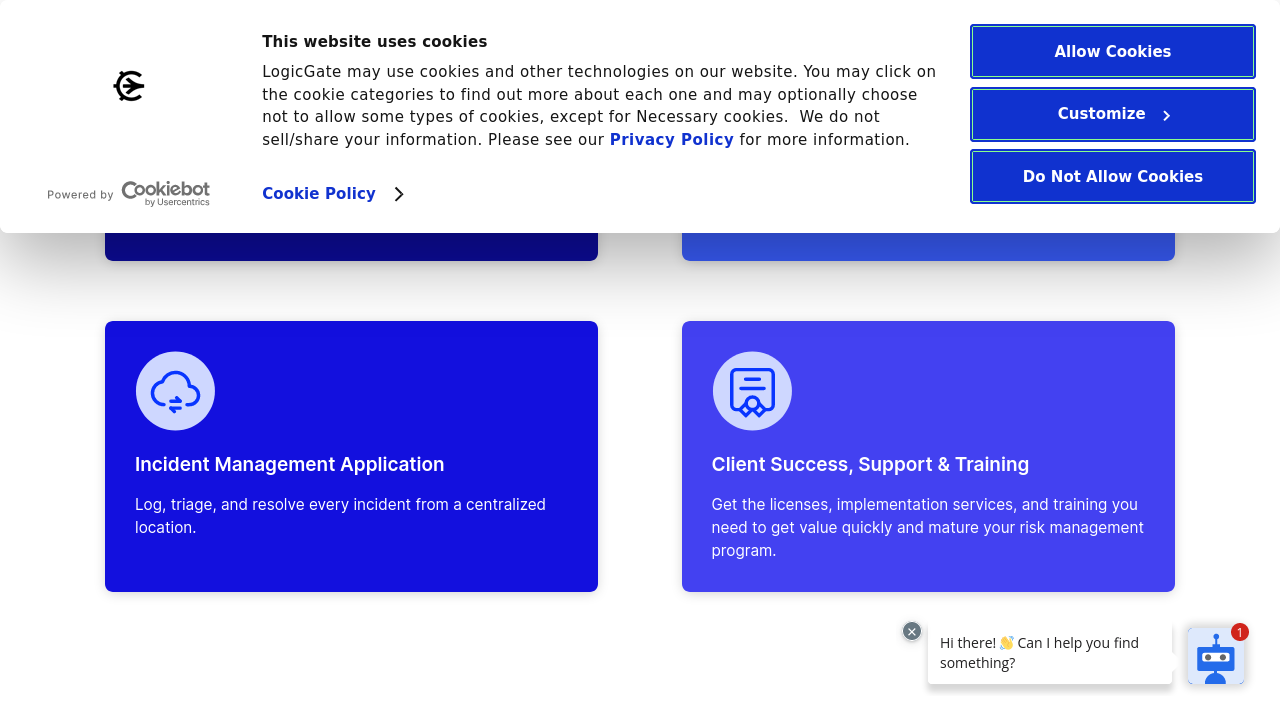 This website uses cookies
LogicGate may use cookies and other technologies on our website. You may click on
the cookie categories to find out more about each one and may optionally choose
not to allow some types of cookies, except for Necessary cookies.  We do not
sell/share your information. Please see our Privacy Policy for more information.
Cookie Policy
Powered by Cookiebot
by Usercentrics
Allow Cookies
Customize
Do Not Allow Cookies
Incident Management Application
Log, triage, and resolve every incident from a centralized
location.
Client Success, Support & Training
Get the licenses, implementation services, and training you
need to get value quickly and mature your risk management
program.
Hi there! 👋 Can I help you find
something?
1